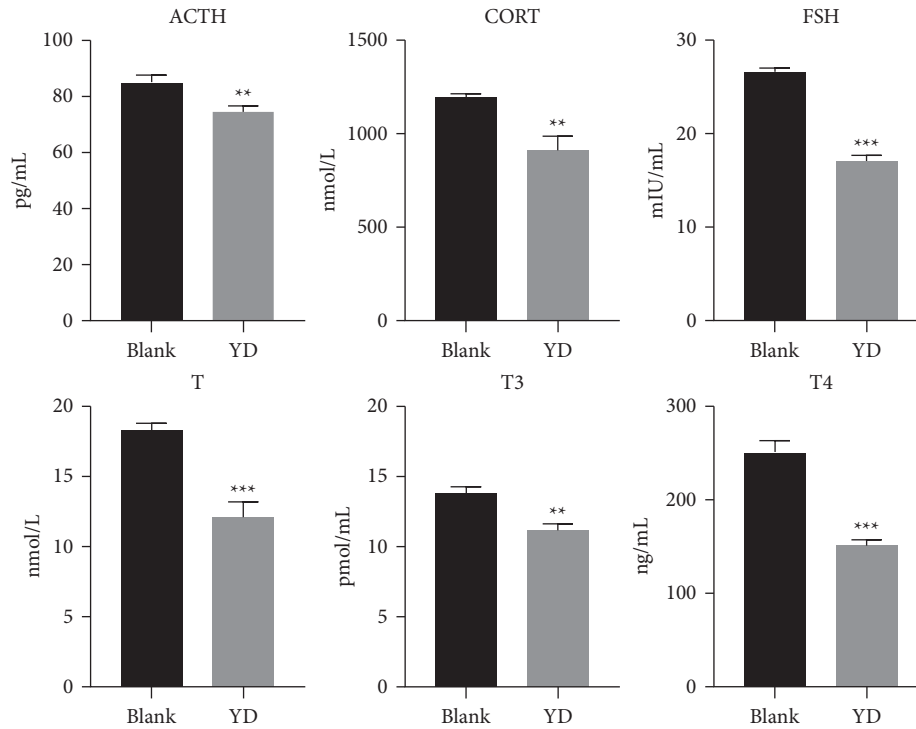 ACTH
100
80
60
40
20
0
pg/mL
**
Blank YD
CORT
1500
1000
500
0
nmol/L
**
Blank YD
FSH
30
20
10
0
mIU/mL
***
Blank YD
T
20
15
10
5
0
nmol/L
***
Blank YD
T3
20
15
10
5
0
pmol/mL
**
Blank YD
T4
300
200
100
0
ng/mL
***
Blank YD